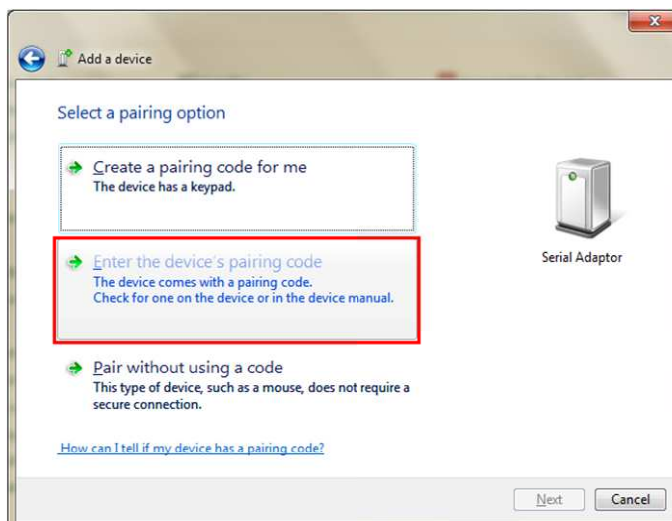 Add a device
Select a pairing option
Create a pairing code for me
The device has a keypad.
Enter the device's pairing code
The device comes with a pairing code.
Check for one on the device or in the device manual.
Serial Adaptor
Pair without using a code
This type of device, such as a mouse, does not require a
secure connection.
How can I tell if my device has a pairing code?
Next
Cancel